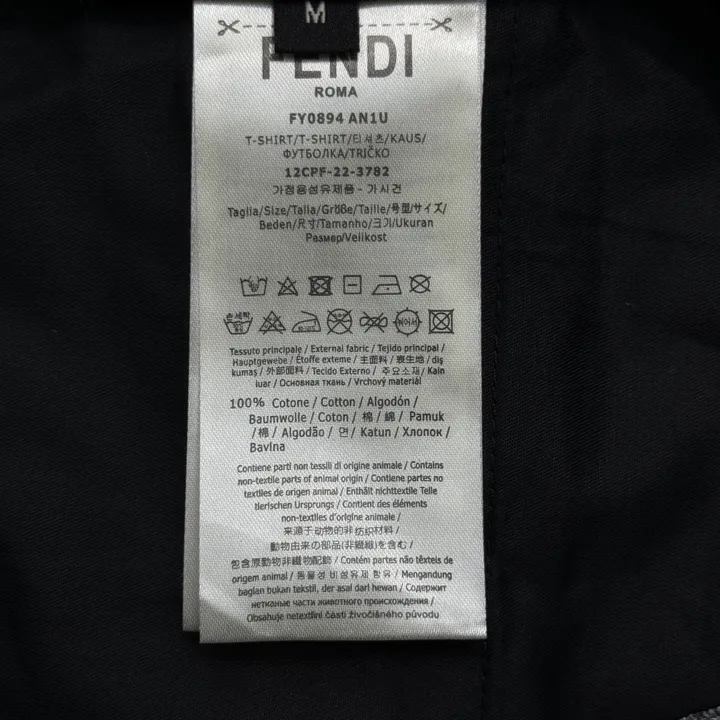 M
FENDI
ROMA
FY0894 AN1U
T-SHIRT/T-SHIRT/티셔츠/KAUS/
ФУТБОЛКА/TRIČKO
12CPF-22-3782
가정용섬유제품-가시건
Taglia/Size/Talla/Größe/Taille/号型/サイズ/
Beden/尺寸/Tamanho/크기/Ukuran
Размер/Velikost
손세탁
Tessuto principale / External fabric / Tejido principal /
Hauptgewebe / Étoffe externe / 主面料 / 表生地 / diş
kumaş / 外部面料 / Tecido Externo / 주요소재/ Kain
luar / Основная ткань / Vrchový materiál
100% Cotone / Cotton / Algodón /
Baumwolle / Coton / 棉 / 綿 / Pamuk
/ 棉 / Algodão / 면 / Katun / Хлопок /
Bavlna
Contiene parti non tessili di origine animale / Contains
non-textile parts of animal origin / Contiene partes no
textiles de origen animal / Enthält nichttextile Teile
tierischen Ursprungs / Contient des éléments
non-textiles d'origine animale /
来源于动物的非纺织材料 /
動物由来の部品(非繊維)を含む /
包含原動物非織物配飾 / Contém partes não têxteis de
origem animal / 동물성 비섬유제 함유 / Mengandung
bagian bukan tekstil, der asal dari hewan / Содержит
нетканые части животного происхождения /
Obsahuje netextilní části živočišného původu